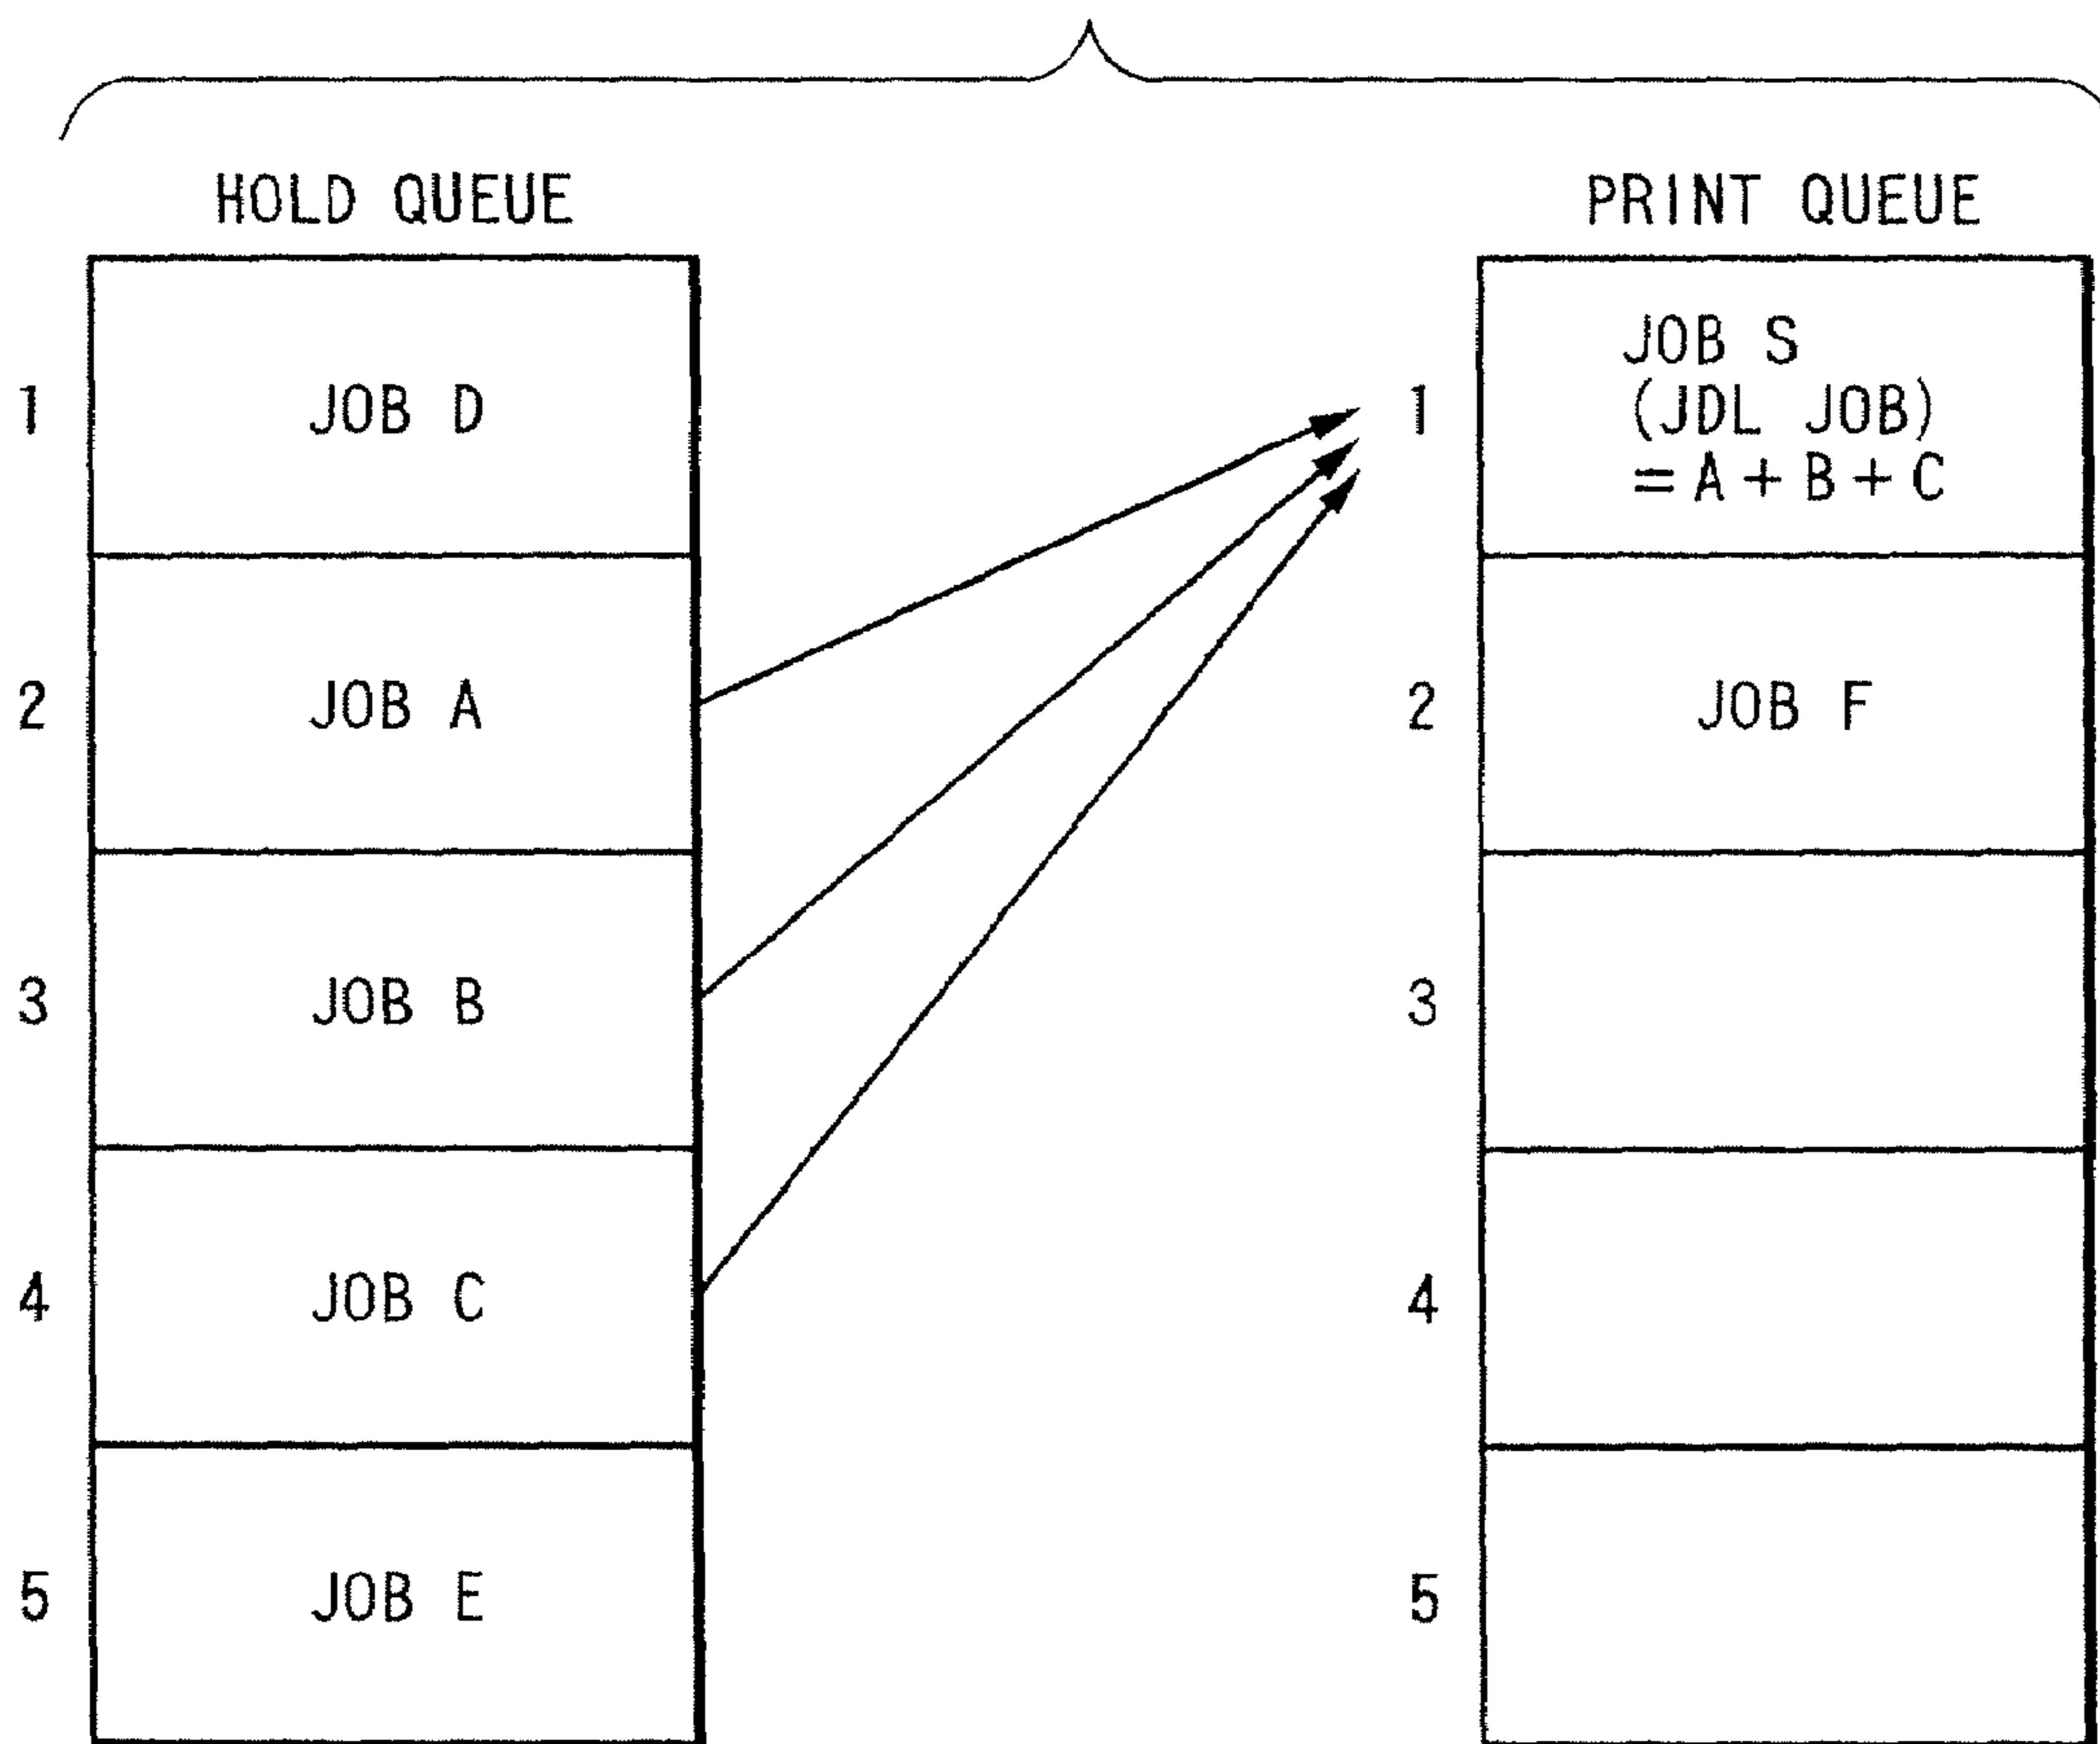 HOLD QUEUE
1 JOB D
2 JOB A
3 JOB B
4 JOB C
5 JOB E
PRINT QUEUE
1 JOB S
(JDL JOB)
= A + B + C
2 JOB F
3
4
5